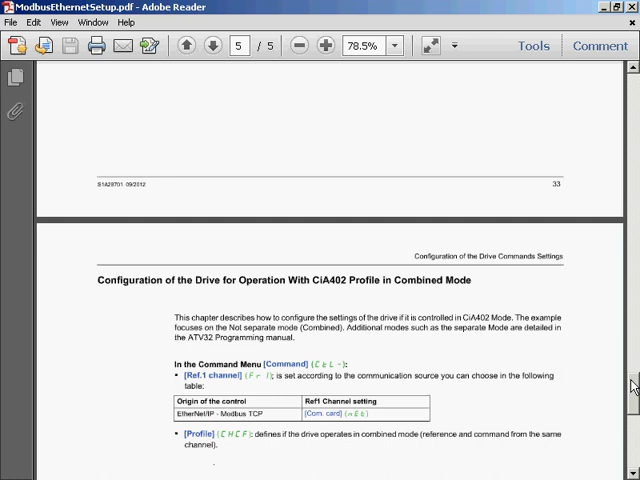 ModbusEthernetSetup.pdf - Adobe Reader
File Edit View Window Help
5 / 5 78.5% Tools Comment
S1A28701 09/2012 33
Configuration of the Drive Commands Settings
Configuration of the Drive for Operation With CiA402 Profile in Combined Mode
This chapter describes how to configure the settings of the drive if it is controlled in CiA402 Mode. The example
focuses on the Not separate mode (Combined). Additional modes such as the separate Mode are detailed in
the ATV32 Programming manual.
In the Command Menu [Command] (CtL-):
• [Ref.1 channel] (Fr1): is set according to the communication source you can choose in the following
table:
Origin of the control Ref1 Channel setting
EtherNet/IP - Modbus TCP [Com. card] (nEt)
• [Profile] (CHCF): defines if the drive operates in combined mode (reference and command from the same
channel).